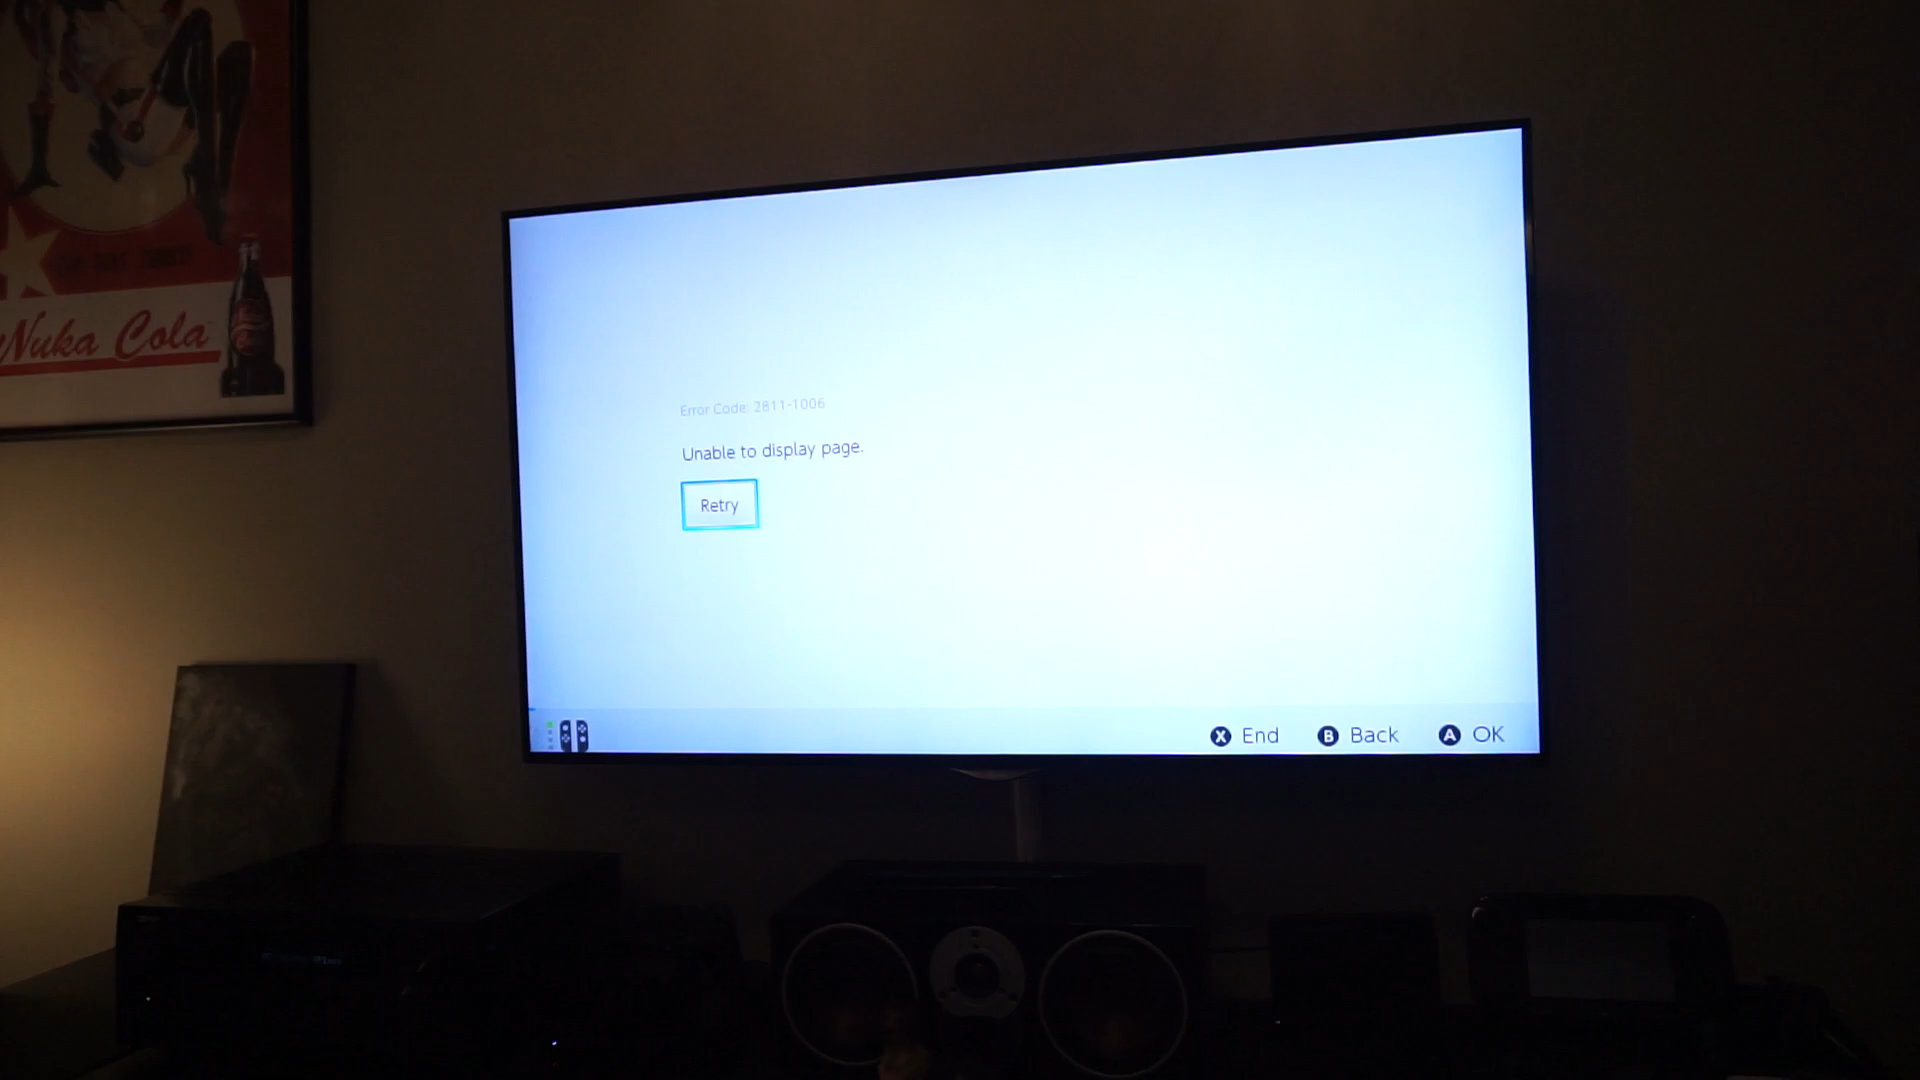 Nuka Cola
Error Code: 2811-1006
Unable to display page.
Retry
X End
B Back
A OK